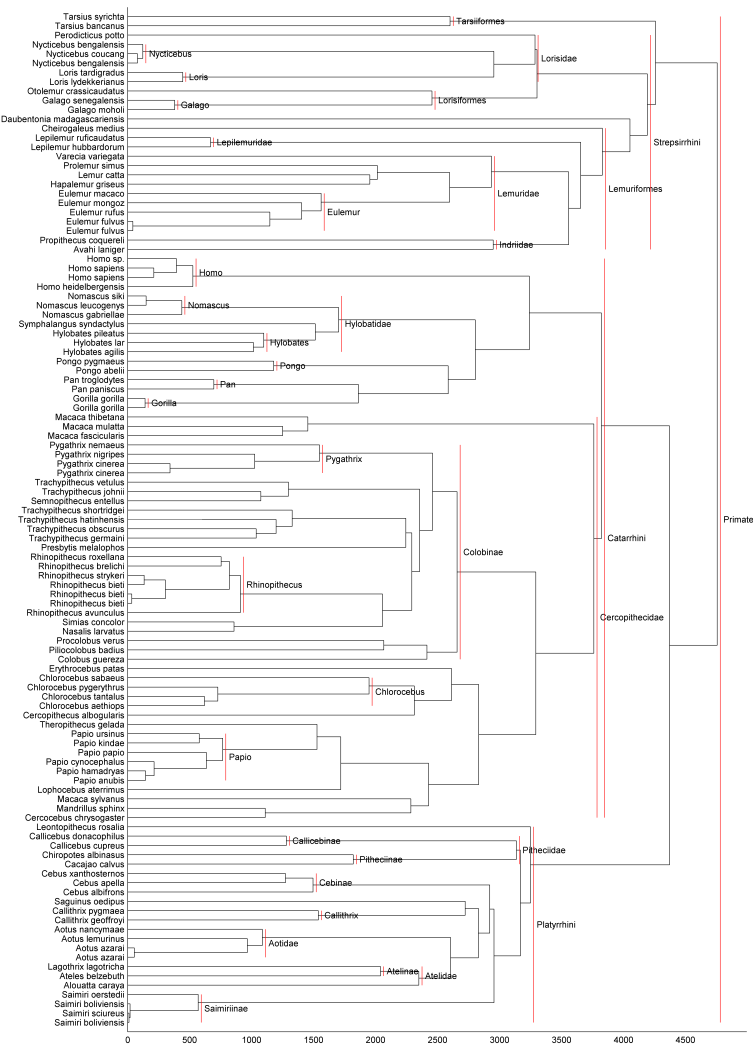 Tarsius syrichta
Tarsius bancanus
Tarsiiformes
Perodicticus potto
Nycticebus bengalensis
Nycticebus coucang
Nycticebus
Nycticebus bengalensis
Lorisidae
Loris tardigradus
Loris
Loris lydekkerianus
Otolemur crassicaudatus
Galago senegalensis
Lorisiformes
Galago
Galago moholi
Daubentonia madagascariensis
Cheirogaleus medius
Lepilemur ruficaudatus
Lepilemuridae
Strepsirrhini
Lepilemur hubbardorum
Varecia variegata
Prolemur simus
Lemur catta
Hapalemur griseus
Lemuriformes
Eulemur macaco
Lemuridae
Eulemur mongoz
Eulemur rufus
Eulemur
Eulemur fulvus
Eulemur fulvus
Propithecus coquereli
Indriidae
Avahi laniger
Homo sp.
Homo sapiens
Homo
Homo sapiens
Homo heidelbergensis
Nomascus siki
Nomascus leucogenys
Nomascus
Nomascus gabriellae
Symphalangus syndactylus
Hylobatidae
Hylobates pileatus
Hylobates lar
Hylobates
Hylobates agilis
Pongo pygmaeus
Pongo
Pongo abelii
Pan troglodytes
Pan
Pan paniscus
Gorilla gorilla
Gorilla
Gorilla gorilla
Macaca thibetana
Macaca mulatta
Macaca fascicularis
Pygathrix nemaeus
Pygathrix nigripes
Pygathrix
Pygathrix cinerea
Pygathrix cinerea
Trachypithecus vetulus
Trachypithecus johnii
Semnopithecus entellus
Trachypithecus shortridgei
Trachypithecus hatinhensis
Primate
Trachypithecus obscurus
Trachypithecus germaini
Catarrhini
Presbytis melalophos
Colobinae
Rhinopithecus roxellana
Rhinopithecus brelichi
Rhinopithecus strykeri
Rhinopithecus
Rhinopithecus bieti
Rhinopithecus bieti
Rhinopithecus bieti
Rhinopithecus avunculus
Cercopithecidae
Simias concolor
Nasalis larvatus
Procolobus verus
Piliocolobus badius
Colobus guereza
Erythrocebus patas
Chlorocebus sabaeus
Chlorocebus pygerythrus
Chlorocebus
Chlorocebus tantalus
Chlorocebus aethiops
Cercopithecus albogularis
Theropithecus gelada
Papio ursinus
Papio kindae
Papio papio
Papio
Papio cynocephalus
Papio hamadryas
Papio anubis
Lophocebus aterrimus
Macaca sylvanus
Mandrillus sphinx
Cercocebus chrysogaster
Leontopithecus rosalia
Callicebus donacophilus
Callicebinae
Callicebus cupreus
Pitheciidae
Chiropotes albinasus
Pitheciinae
Cacajao calvus
Cebus xanthosternos
Cebus apella
Cebinae
Cebus albifrons
Saguinus oedipus
Callithrix pygmaea
Callithrix
Callithrix geoffroyi
Platyrrhini
Aotus nancymaae
Aotus lemurinus
Aotidae
Aotus azarai
Aotus azarai
Lagothrix lagotricha
Atelinae
Ateles belzebuth
Atelidae
Alouatta caraya
Saimiri oerstedii
Saimiri boliviensis
Saimiriinae
Saimiri sciureus
Saimiri boliviensis
0 500 1000 1500 2000 2500 3000 3500 4000 4500